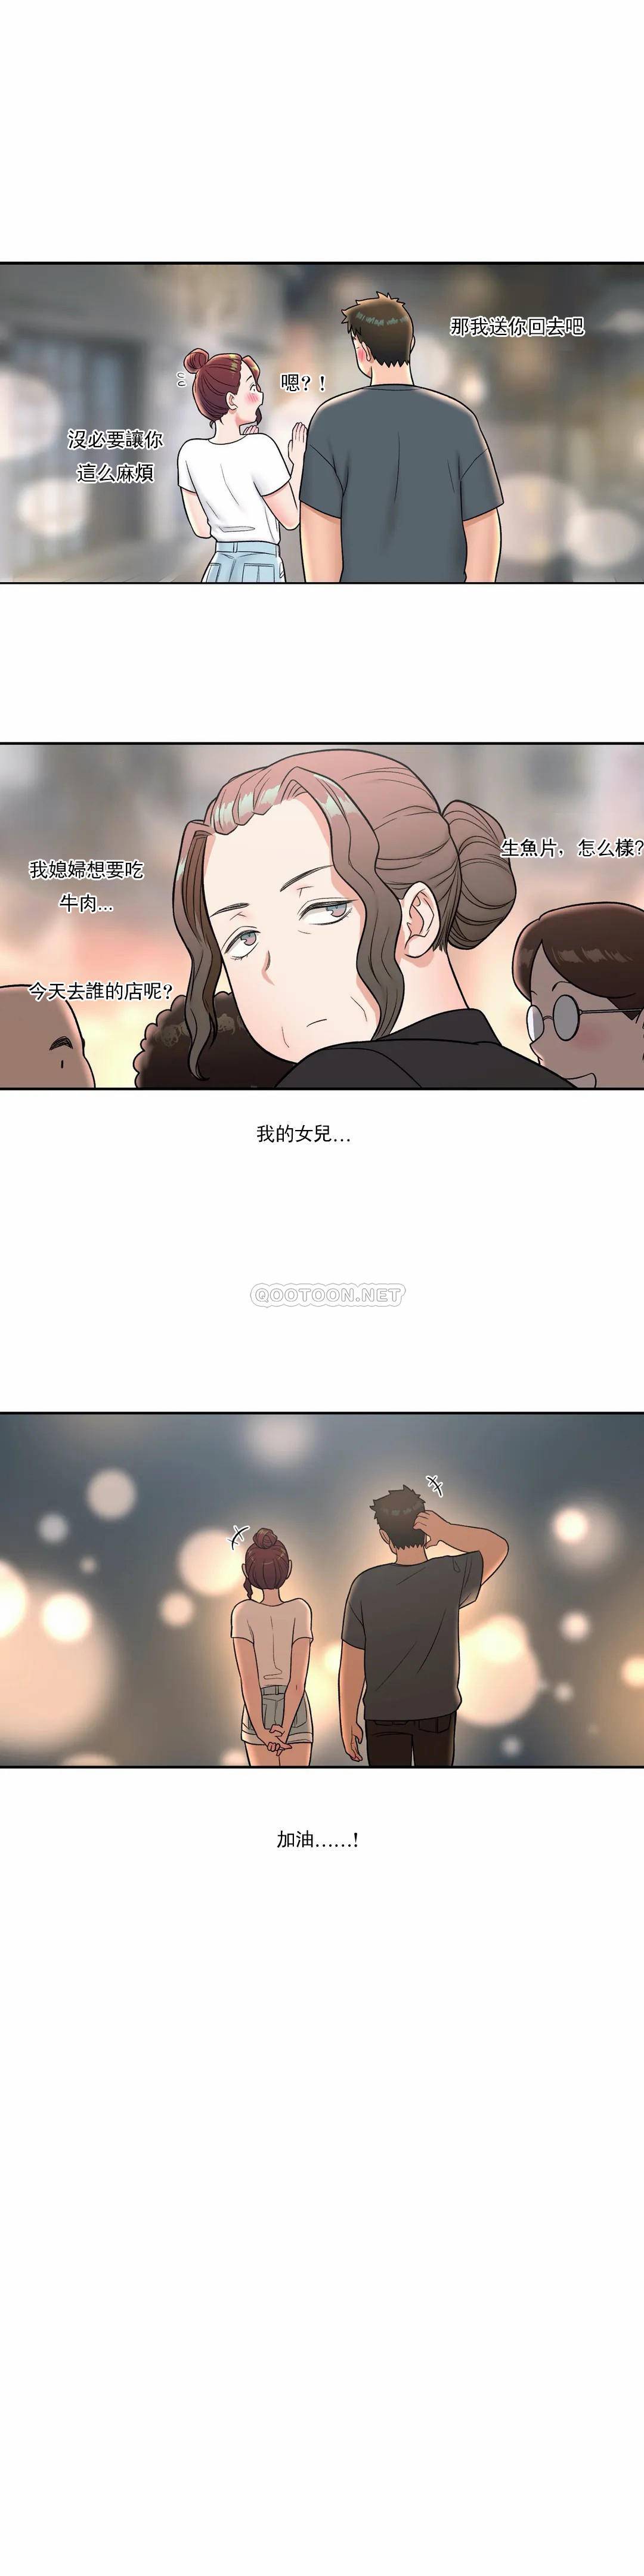 那我送你回去吧
嗯？！
沒必要讓你
這么麻煩
生魚片，怎么樣?
我媳婦想要吃
牛肉...
今天去誰的店呢?
我的女兒...
QOOTOON.NET
加油......!